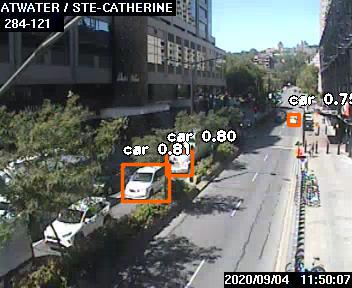 ATWATER / STE-CATHERINE
284-121
car 0.75
car 0.80
car 0.81
2020/09/04 11:50:07